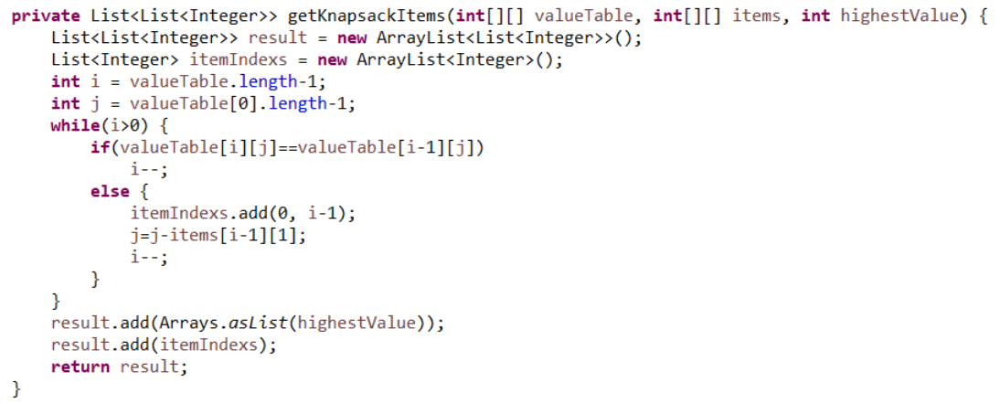 private List<List<Integer>> getKnapsackItems(int[][] valueTable, int[][] items, int highestValue) {
    List<List<Integer>> result = new ArrayList<List<Integer>>();
    List<Integer> itemIndexs = new ArrayList<Integer>();
    int i = valueTable.length-1;
    int j = valueTable[0].length-1;
    while(i>0) {
        if(valueTable[i][j]==valueTable[i-1][j])
            i--;
        else {
            itemIndexs.add(0, i-1);
            j=j-items[i-1][1];
            i--;
        }
    }
    result.add(Arrays.asList(highestValue));
    result.add(itemIndexs);
    return result;
}